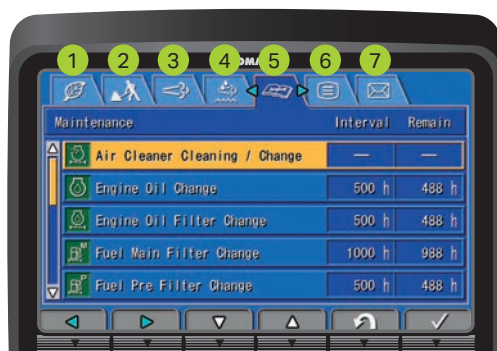 1 2 3 4 5 6 7
Maintenance Interval Remain
Air Cleaner Cleaning / Change — —
Engine Oil Change 500 h 488 h
Engine Oil Filter Change 500 h 488 h
M
Fuel Main Filter Change 1000 h 988 h
P
Fuel Pre Filter Change 500 h 488 h